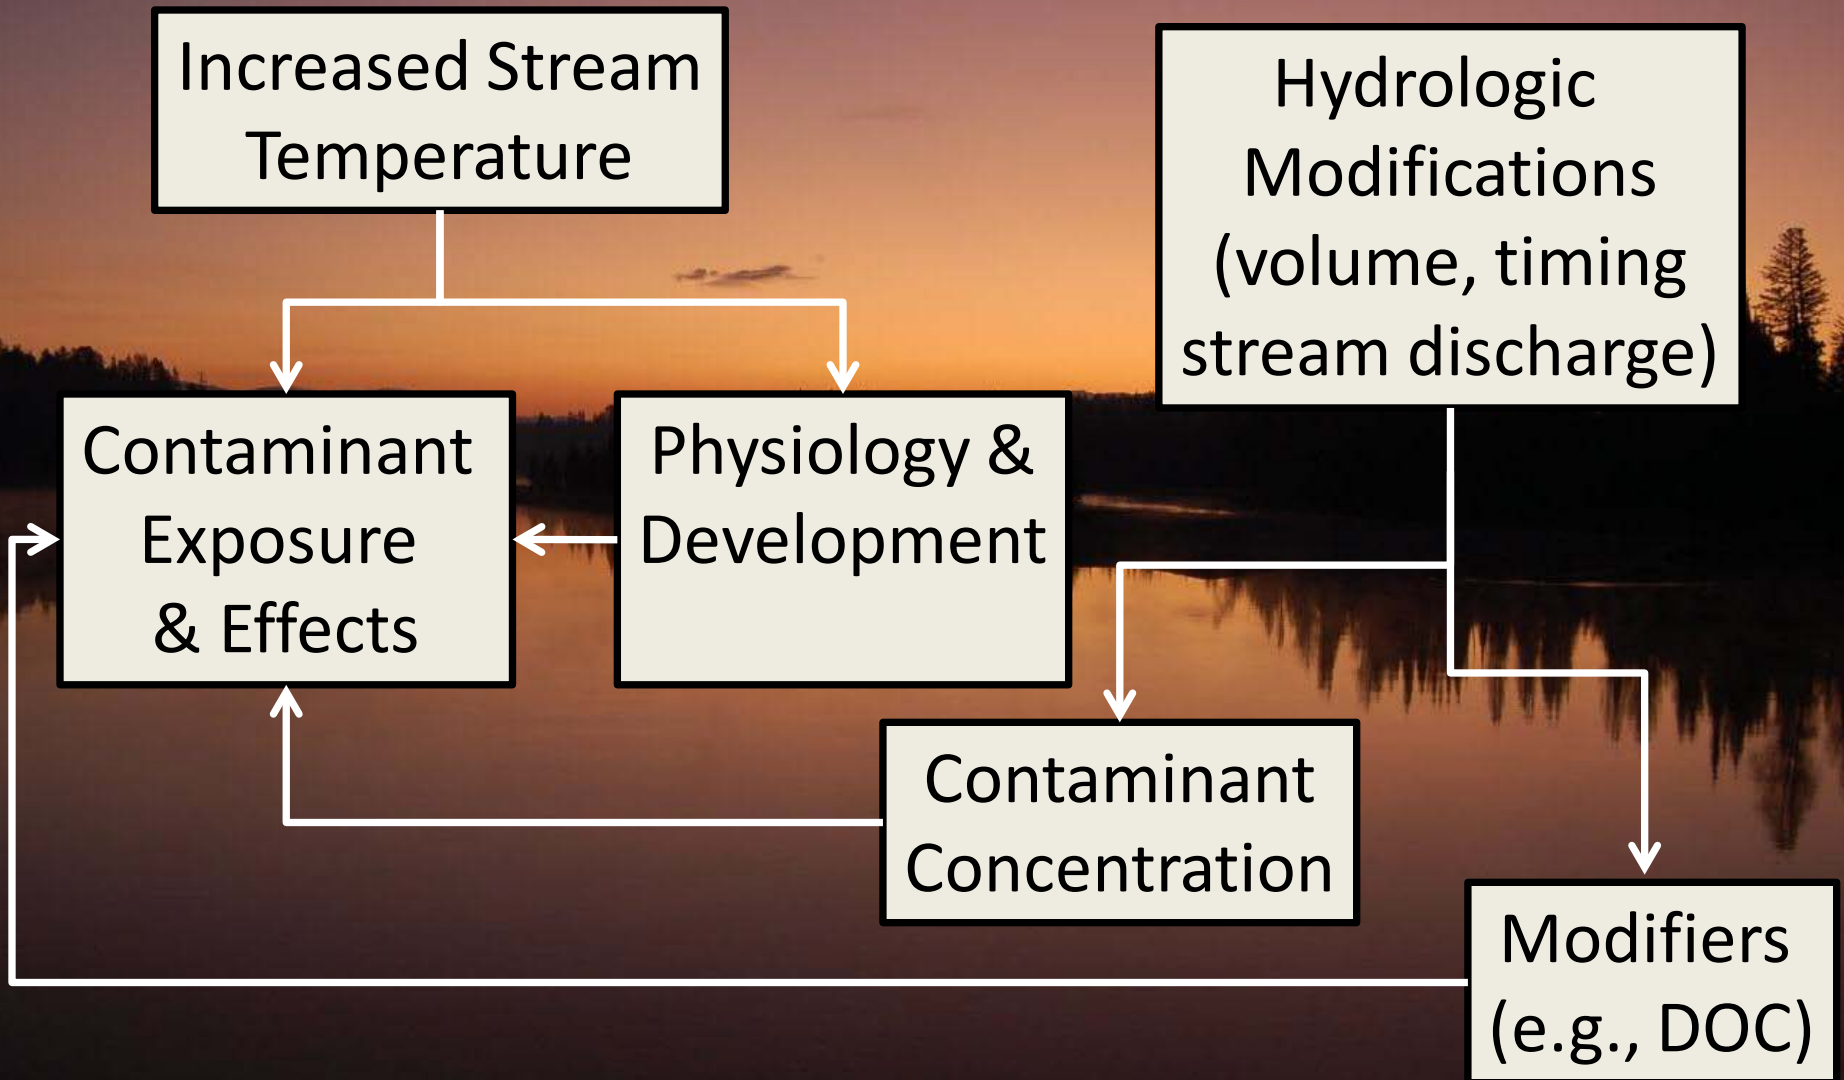 Increased Stream
Temperature
Hydrologic
Modifications
(volume, timing
stream discharge)
Contaminant
Exposure
& Effects
Physiology &
Development
Contaminant
Concentration
Modifiers
(e.g., DOC)